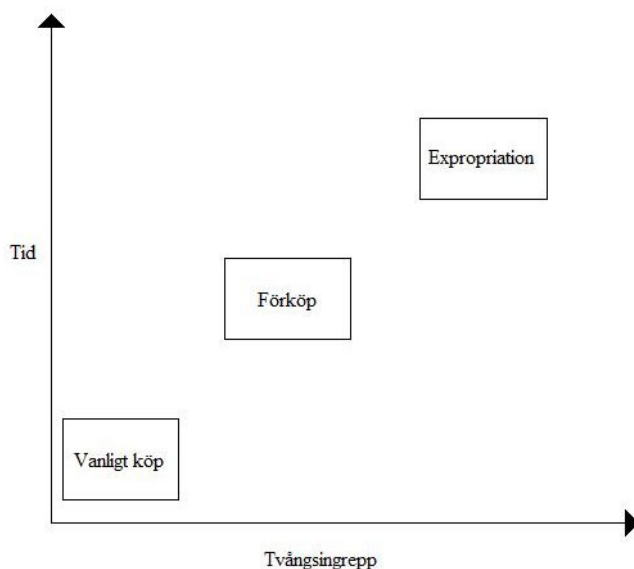 Expropriation
Tid
Förköp
Vanligt köp
Tvångsingrepp